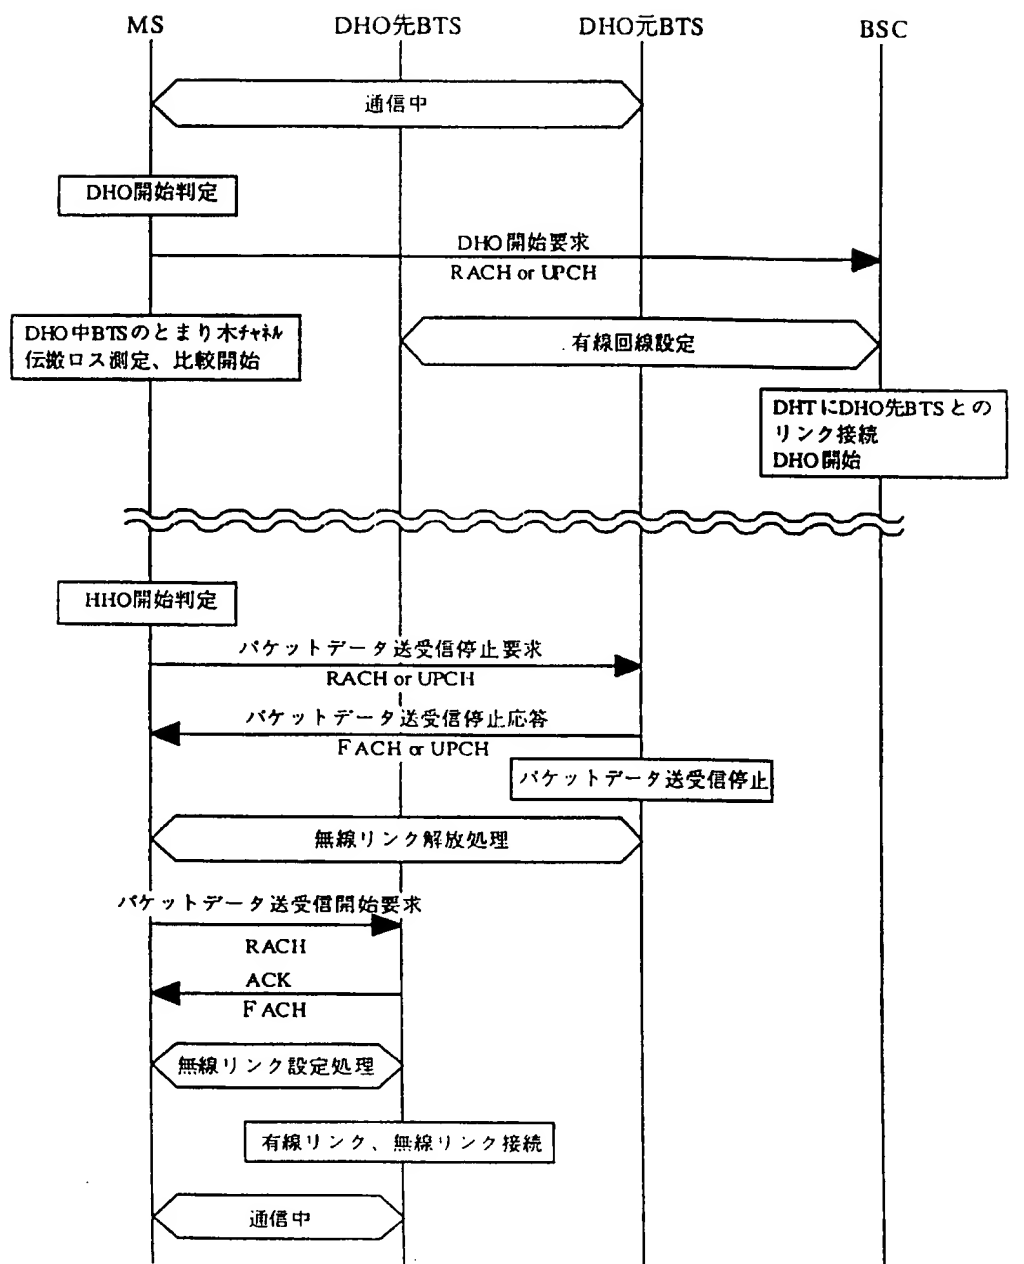 MS
DHO先BTS
DHO元BTS
BSC
通信中
DHO開始判定
DHO開始要求
RACH or UPCH
DHO中BTSのとまり木ﾁｬﾈﾙ
伝搬ロス測定、比較開始
有線回線設定
DHTにDHO先BTSとの
リンク接続
DHO開始
HHO開始判定
パケットデータ送受信停止要求
RACH or UPCH
パケットデータ送受信停止応答
FACH or UPCH
パケットデータ送受信停止
無線リンク解放処理
パケットデータ送受信開始要求
RACH
ACK
FACH
無線リンク設定処理
有線リンク、無線リンク接続
通信中